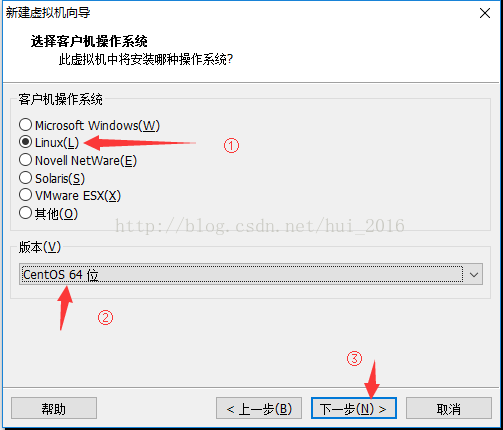 新建虚拟机向导
选择客户机操作系统
此虚拟机中将安装哪种操作系统?
客户机操作系统
Microsoft Windows(W)
Linux(L)
①
Novell NetWare(E)
Solaris(S)
VMware ESX(X)
其他(O)
http://blog.csdn.net/hui_2016
版本(V)
CentOS 64 位
②
③
帮助
< 上一步(B)
下一步(N) >
取消